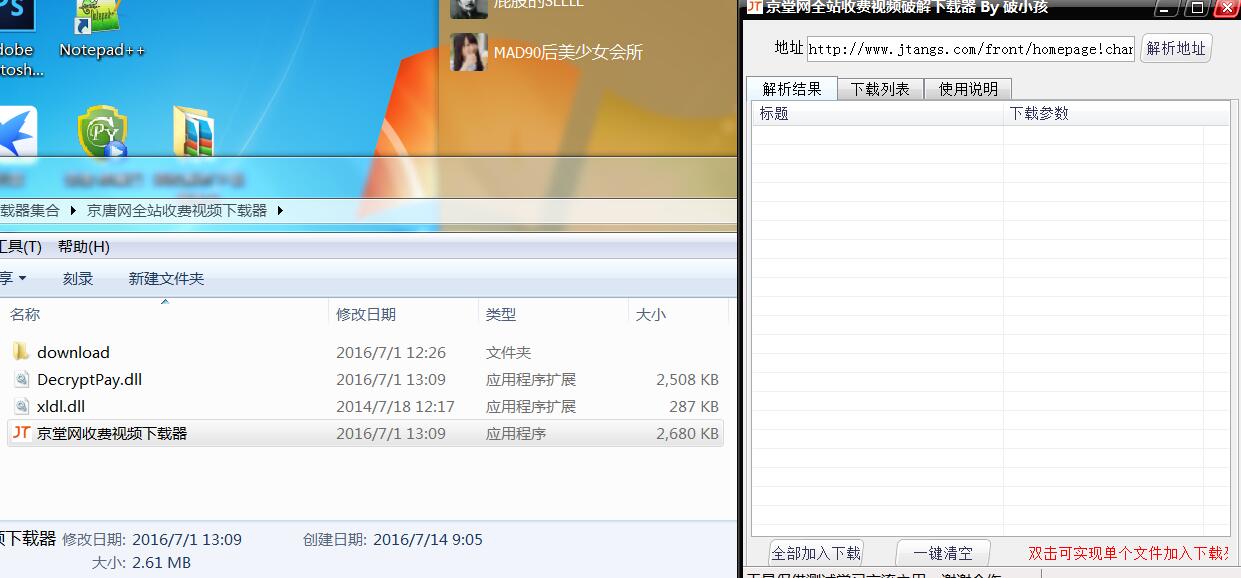 Adobe
Notepad++
tosh...
MAD90后美少女会所
载器集合 京唐网全站收费视频下载器
工具(T) 帮助(H)
享 刻录 新建文件夹
名称 修改日期 类型 大小
download 2016/7/1 12:26 文件夹
DecryptPay.dll 2016/7/1 13:09 应用程序扩展 2,508 KB
xldl.dll 2014/7/18 12:17 应用程序扩展 287 KB
JT 京堂网收费视频下载器 2016/7/1 13:09 应用程序 2,680 KB
下载器 修改日期: 2016/7/1 13:09 创建日期: 2016/7/14 9:05
大小: 2.61 MB
JT 京堂网全站收费视频破解下载器 By 破小孩
地址 http://www.jtangs.com/front/homepage!char 解析地址
解析结果 下载列表 使用说明
标题 下载参数
全部加入下载 一键清空 双击可实现单个文件加入下载